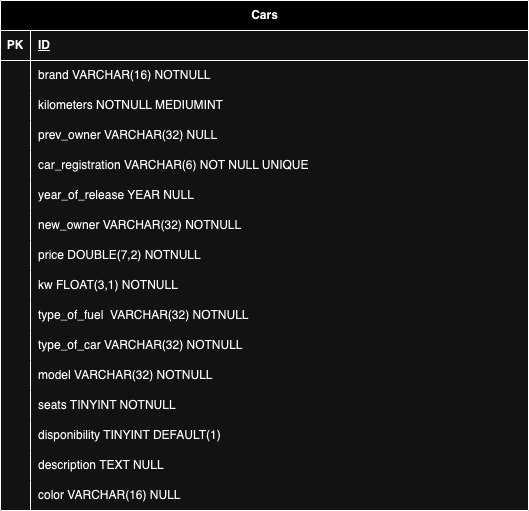 Cars
PK ID
brand VARCHAR(16) NOTNULL
kilometers NOTNULL MEDIUMINT
prev_owner VARCHAR(32) NULL
car_registration VARCHAR(6) NOT NULL UNIQUE
year_of_release YEAR NULL
new_owner VARCHAR(32) NOTNULL
price DOUBLE(7,2) NOTNULL
kw FLOAT(3,1) NOTNULL
type_of_fuel  VARCHAR(32) NOTNULL
type_of_car VARCHAR(32) NOTNULL
model VARCHAR(32) NOTNULL
seats TINYINT NOTNULL
disponibility TINYINT DEFAULT(1)
description TEXT NULL
color VARCHAR(16) NULL